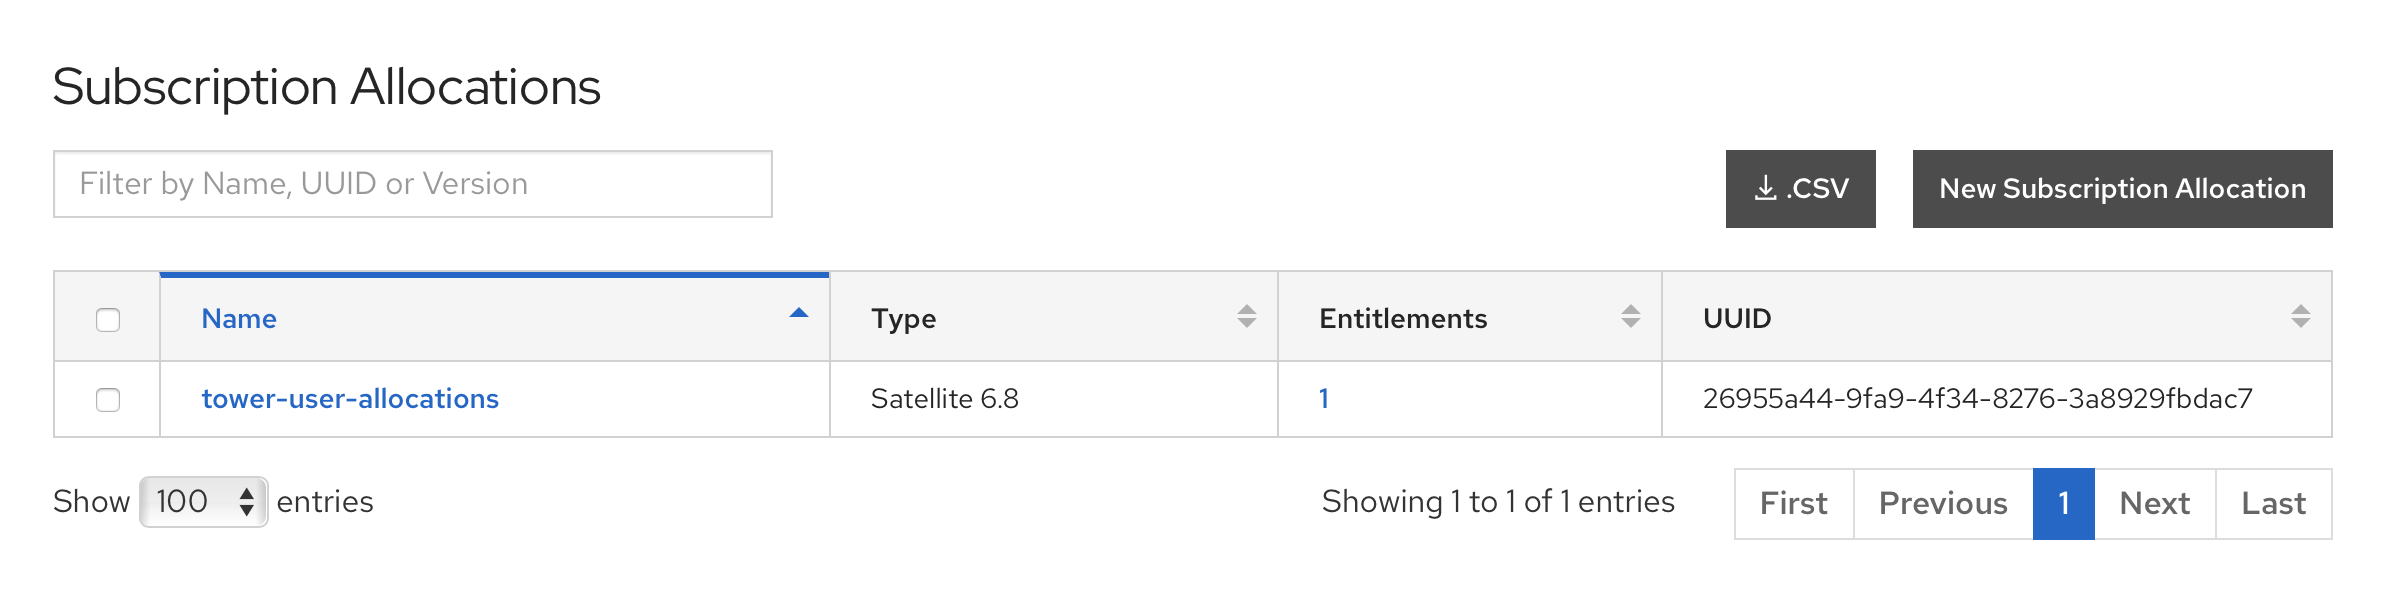 Subscription Allocations
Filter by Name, UUID or Version
.CSV
New Subscription Allocation
Name Type Entitlements UUID
tower-user-allocations Satellite 6.8 1 26955a44-9fa9-4f34-8276-3a8929fbdac7
Show 100 entries Showing 1 to 1 of 1 entries First Previous 1 Next Last